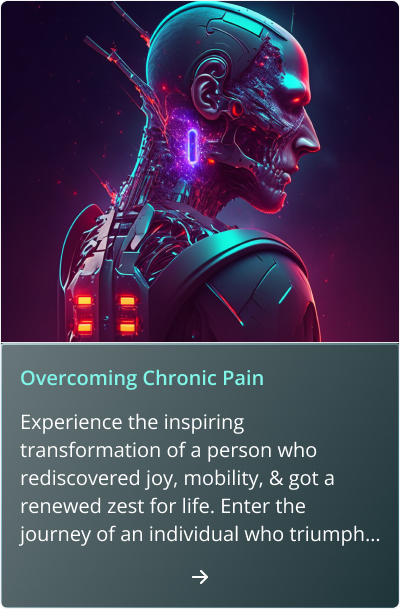 Overcoming Chronic Pain
Experience the inspiring
transformation of a person who
rediscovered joy, mobility, & got a
renewed zest for life. Enter the
journey of an individual who triumph...